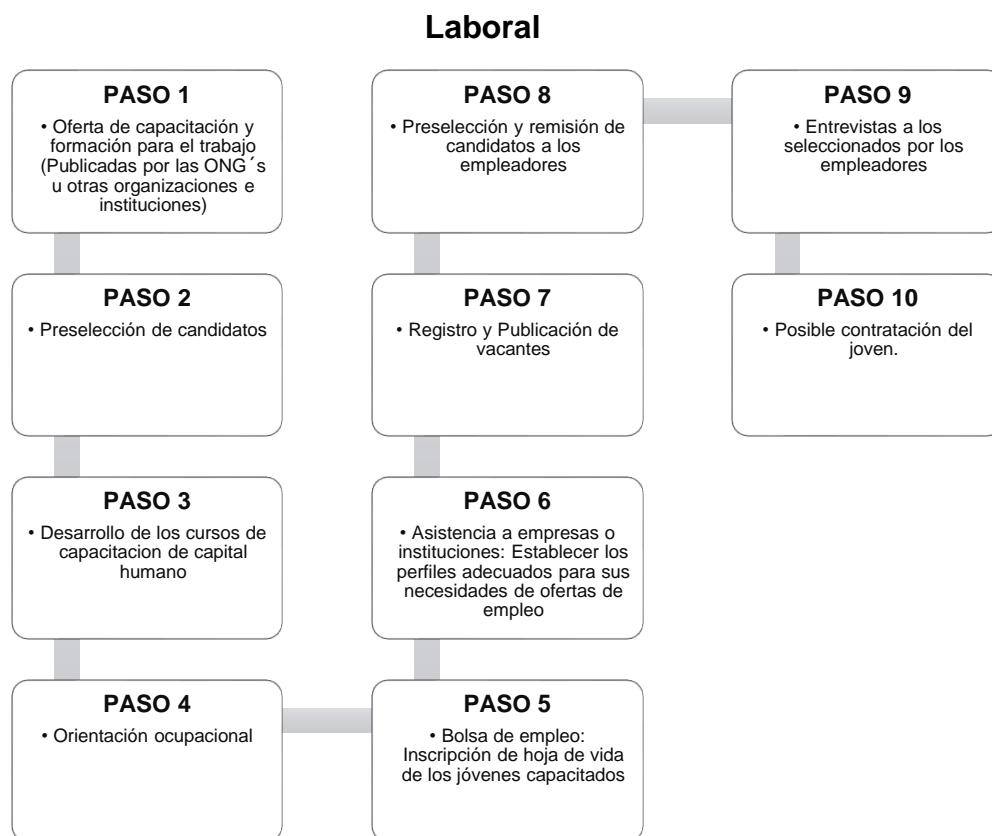 Laboral
PASO 1
• Oferta de capacitación y
formación para el trabajo
(Publicadas por las ONG´s
u otras organizaciones e
instituciones)
PASO 2
• Preselección de candidatos
PASO 3
• Desarrollo de los cursos de
capacitacion de capital
humano
PASO 4
• Orientación ocupacional
PASO 5
• Bolsa de empleo:
Inscripción de hoja de vida
de los jóvenes capacitados
PASO 6
• Asistencia a empresas o
instituciones: Establecer los
perfiles adecuados para sus
necesidades de ofertas de
empleo
PASO 7
• Registro y Publicación de
vacantes
PASO 8
• Preselección y remisión de
candidatos a los
empleadores
PASO 9
• Entrevistas a los
seleccionados por los
empleadores
PASO 10
• Posible contratación del
joven.